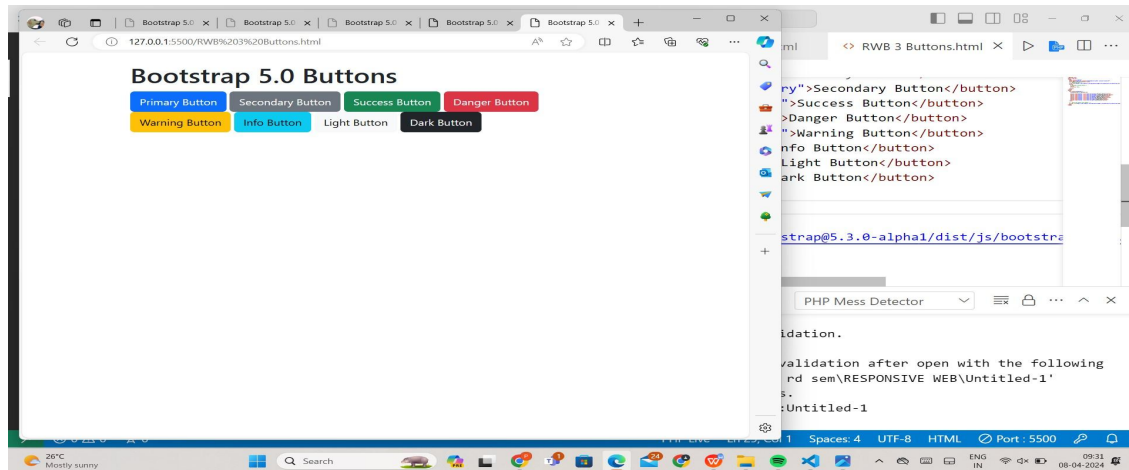 Bootstrap 5.0
Bootstrap 5.0
Bootstrap 5.0
Bootstrap 5.0
Bootstrap 5.0
127.0.0.1:5500/RWB%203%20Buttons.html
Bootstrap 5.0 Buttons
Primary Button Secondary Button Success Button Danger Button
Warning Button Info Button Light Button Dark Button
ml <> RWB 3 Buttons.html
ry">Secondary Button</button>
">Success Button</button>
>Danger Button</button>
">Warning Button</button>
nfo Button</button>
Light Button</button>
ark Button</button>
strap@5.3.0-alpha1/dist/js/bootstra
PHP Mess Detector
idation.
validation after open with the following
rd sem\RESPONSIVE WEB\Untitled-1'
s.
:Untitled-1
1 Spaces: 4 UTF-8 HTML Port : 5500
26°C
Mostly sunny
Search
24
ENG
IN
09:31
08-04-2024